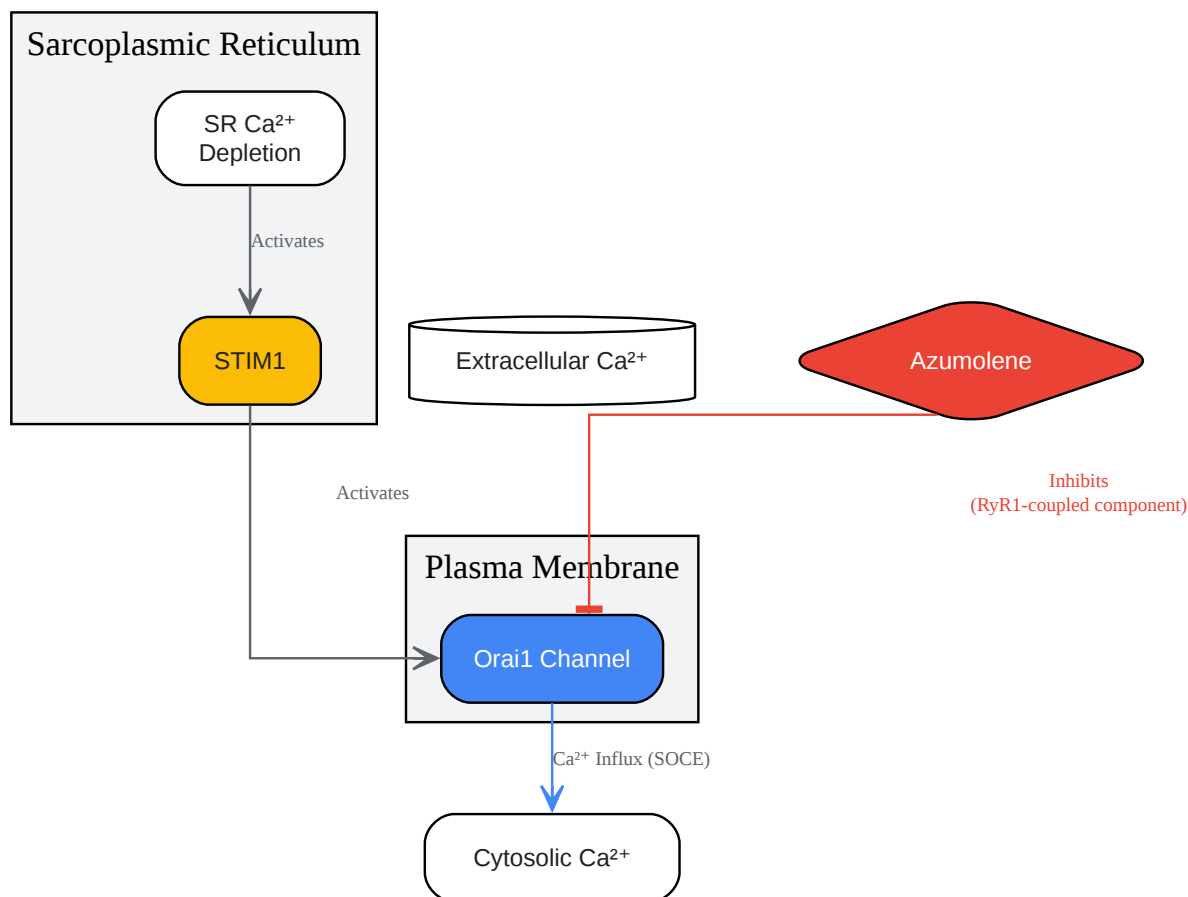 Sarcoplasmic Reticulum
SR Ca²⁺
Depletion
Activates
STIM1
Extracellular Ca²⁺
Azumolene
Activates
Inhibits
(RyR1-coupled component)
Plasma Membrane
Orai1 Channel
Ca²⁺ Influx (SOCE)
Cytosolic Ca²⁺